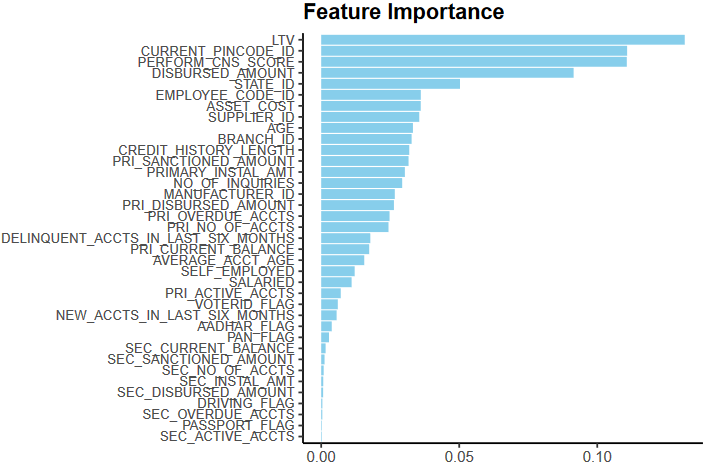 Feature Importance
LTV
CURRENT_PINCODE_ID
PERFORM_CNS_SCORE
DISBURSED_AMOUNT
STATE_ID
EMPLOYEE_CODE_ID
ASSET_COST
SUPPLIER_ID
AGE
BRANCH_ID
CREDIT_HISTORY_LENGTH
PRI_SANCTIONED_AMOUNT
PRIMARY_INSTAL_AMT
NO_OF_INQUIRIES
MANUFACTURER_ID
PRI_DISBURSED_AMOUNT
PRI_OVERDUE_ACCTS
PRI_NO_OF_ACCTS
DELINQUENT_ACCTS_IN_LAST_SIX_MONTHS
PRI_CURRENT_BALANCE
AVERAGE_ACCT_AGE
SELF_EMPLOYED
SALARIED
PRI_ACTIVE_ACCTS
VOTERID_FLAG
NEW_ACCTS_IN_LAST_SIX_MONTHS
AADHAR_FLAG
PAN_FLAG
SEC_CURRENT_BALANCE
SEC_SANCTIONED_AMOUNT
SEC_NO_OF_ACCTS
SEC_INSTAL_AMT
SEC_DISBURSED_AMOUNT
DRIVING_FLAG
SEC_OVERDUE_ACCTS
PASSPORT_FLAG
SEC_ACTIVE_ACCTS
0.00 0.05 0.10